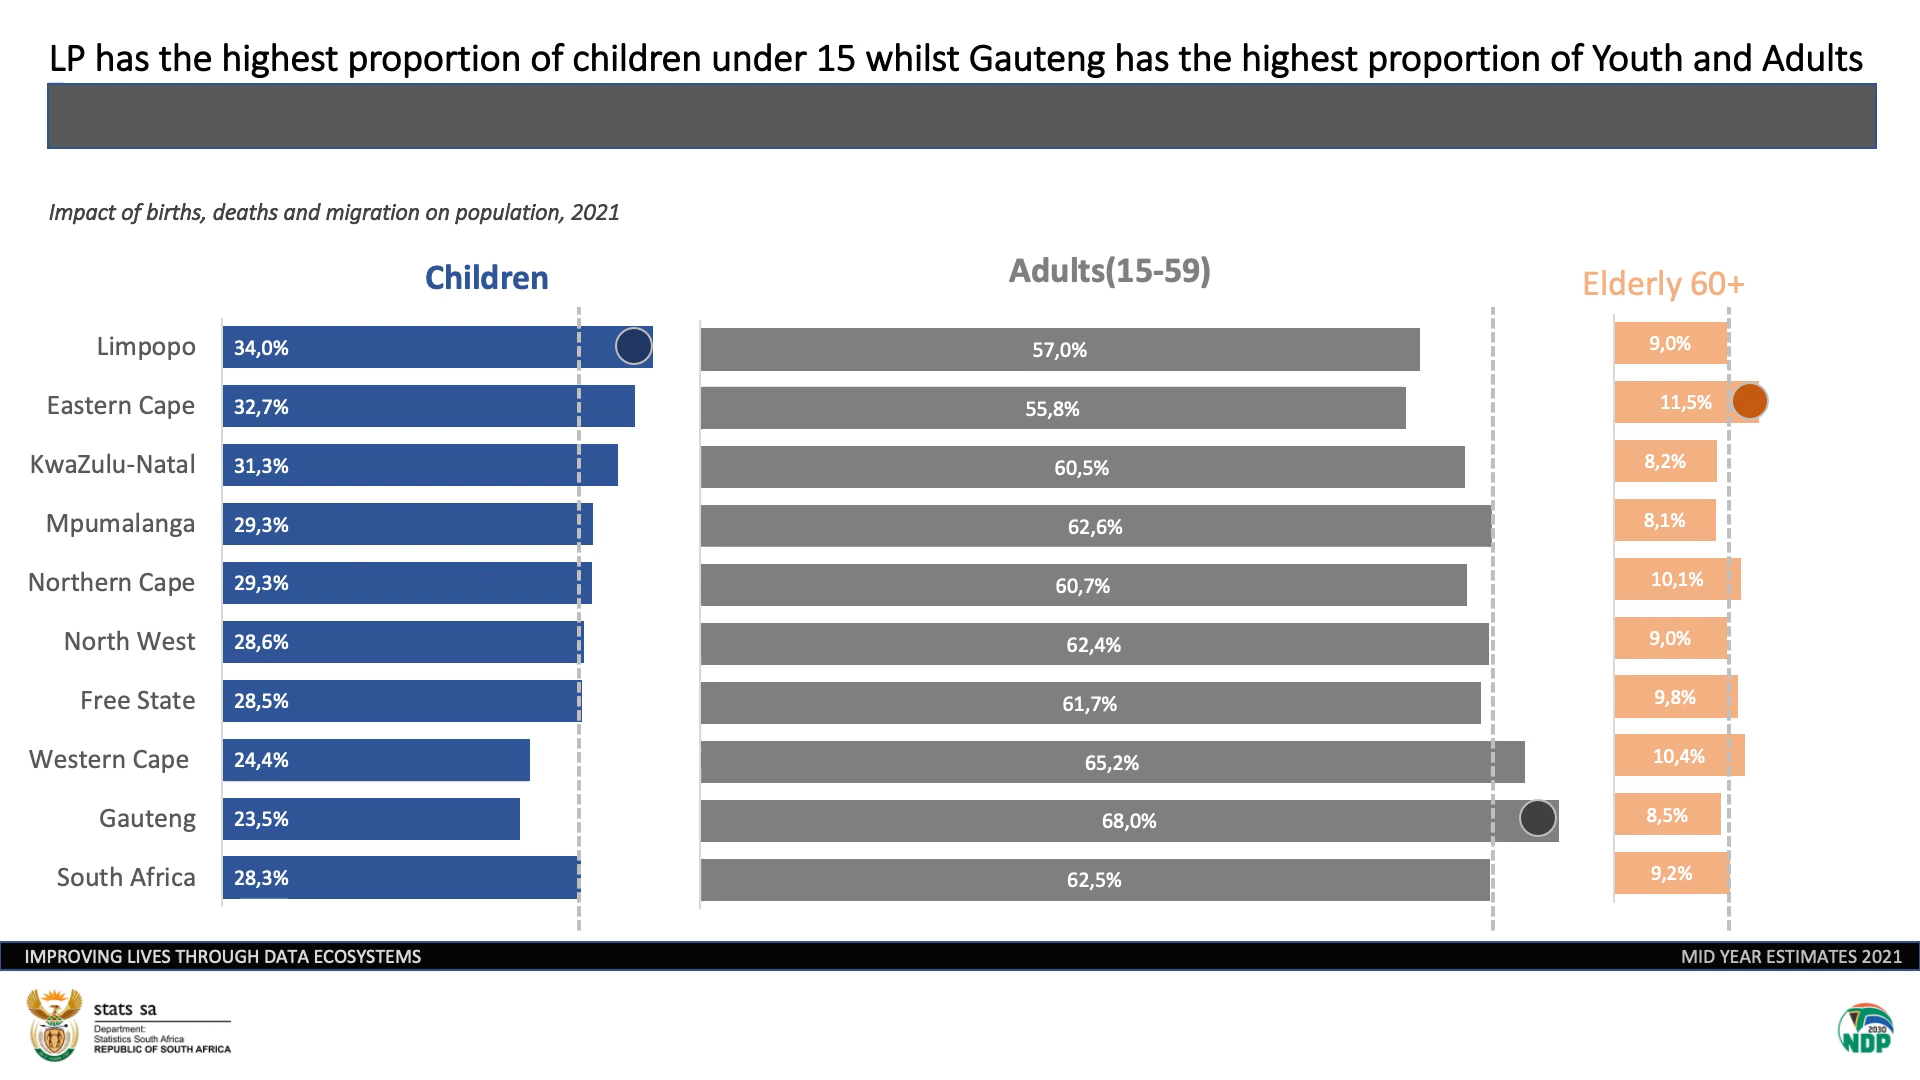 LP has the highest proportion of children under 15 whilst Gauteng has the highest proportion of Youth and Adults
Impact of births, deaths and migration on population, 2021
Children
Adults(15-59)
Elderly 60+
Limpopo 34,0% 57,0% 9,0%
Eastern Cape 32,7% 55,8% 11,5%
KwaZulu-Natal 31,3% 60,5% 8,2%
Mpumalanga 29,3% 62,6% 8,1%
Northern Cape 29,3% 60,7% 10,1%
North West 28,6% 62,4% 9,0%
Free State 28,5% 61,7% 9,8%
Western Cape 24,4% 65,2% 10,4%
Gauteng 23,5% 68,0% 8,5%
South Africa 28,3% 62,5% 9,2%
IMPROVING LIVES THROUGH DATA ECOSYSTEMS
MID YEAR ESTIMATES 2021
stats sa
Department:
Statistics South Africa
REPUBLIC OF SOUTH AFRICA
2030
NDP